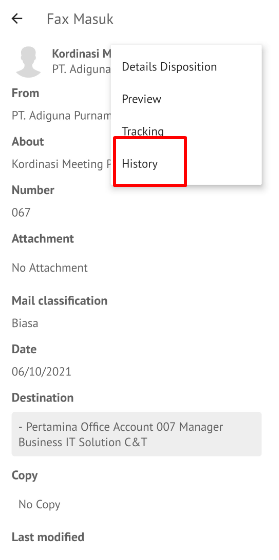 Fax Masuk
Kordinasi M
PT. Adiguna
Details Disposition
Preview
Tracking
History
From
PT. Adiguna Purnam
About
Kordinasi Meeting P
Number
067
Attachment
No Attachment
Mail classification
Biasa
Date
06/10/2021
Destination
- Pertamina Office Account 007 Manager
Business IT Solution C&T
Copy
No Copy
Last modified